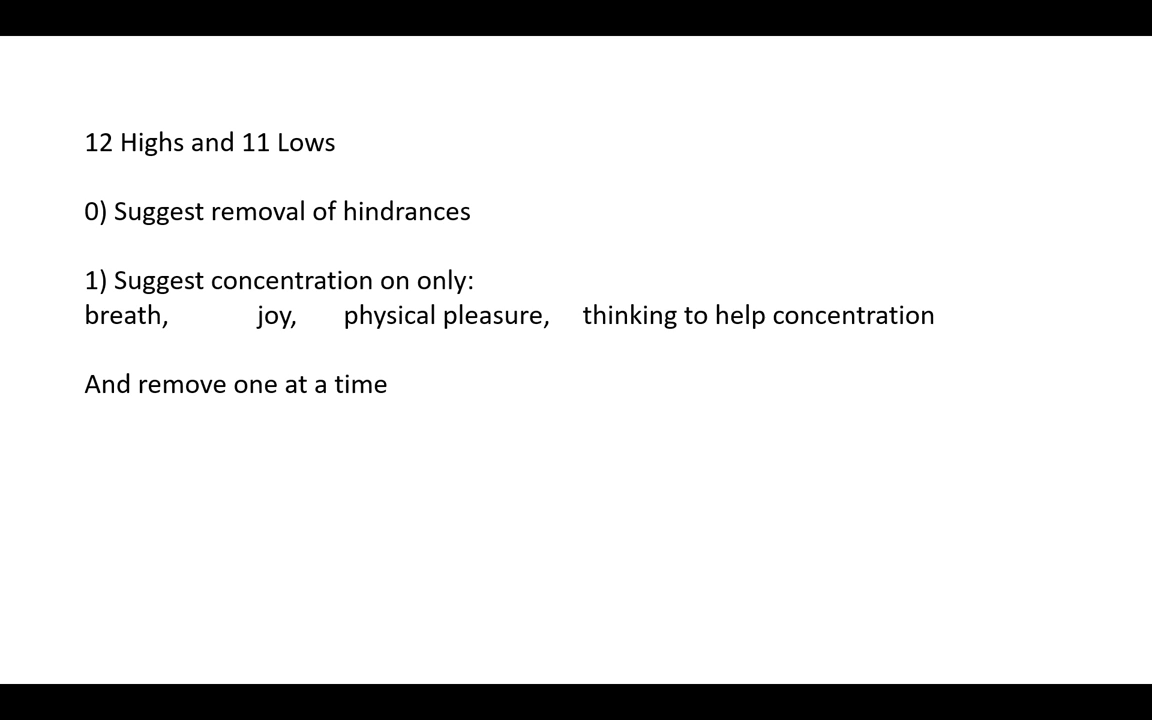 12 Highs and 11 Lows
0) Suggest removal of hindrances
1) Suggest concentration on only:
breath, joy, physical pleasure, thinking to help concentration
And remove one at a time